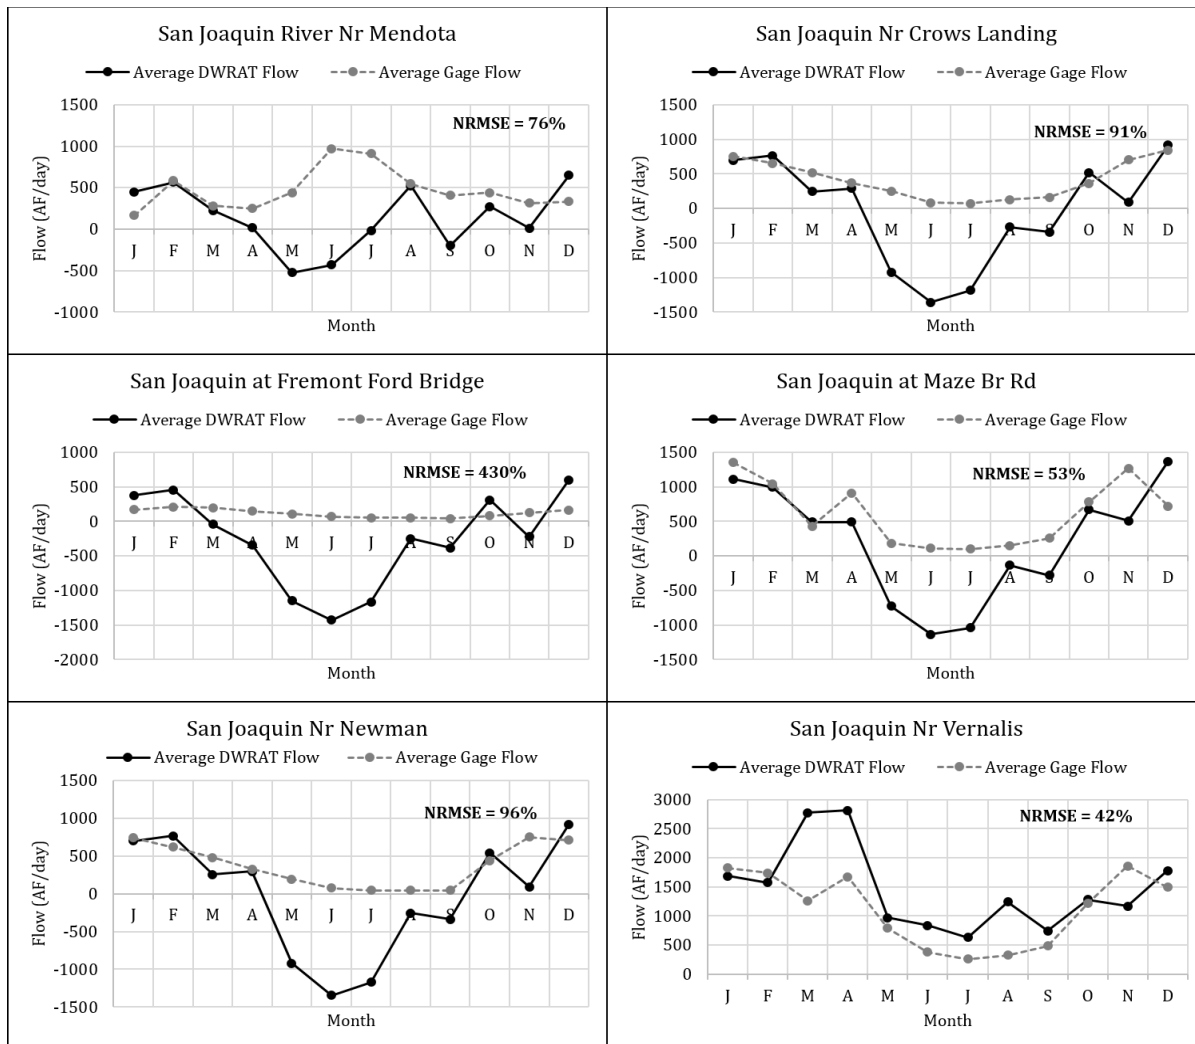 San Joaquin River Nr Mendota
Average DWRAT Flow Average Gage Flow
NRMSE = 76%
Flow (AF/day)
1500
1000
500
0
-500
-1000
J F M A M J J A S O N D
Month
San Joaquin Nr Crows Landing
Average DWRAT Flow Average Gage Flow
NRMSE = 91%
Flow (AF/day)
1500
1000
500
0
-500
-1000
-1500
J F M A M J J A S O N D
Month
San Joaquin at Fremont Ford Bridge
Average DWRAT Flow Average Gage Flow
NRMSE = 430%
Flow (AF/day)
1000
500
0
-500
-1000
-1500
-2000
J F M A M J J A S O N D
Month
San Joaquin at Maze Br Rd
Average DWRAT Flow Average Gage Flow
NRMSE = 53%
Flow (AF/day)
1500
1000
500
0
-500
-1000
-1500
J F M A M J J A S O N D
Month
San Joaquin Nr Newman
Average DWRAT Flow Average Gage Flow
NRMSE = 96%
Flow (AF/day)
1500
1000
500
0
-500
-1000
-1500
J F M A M J J A S O N D
Month
San Joaquin Nr Vernalis
Average DWRAT Flow Average Gage Flow
NRMSE = 42%
Flow (AF/day)
3000
2500
2000
1500
1000
500
0
J F M A M J J A S O N D
Month